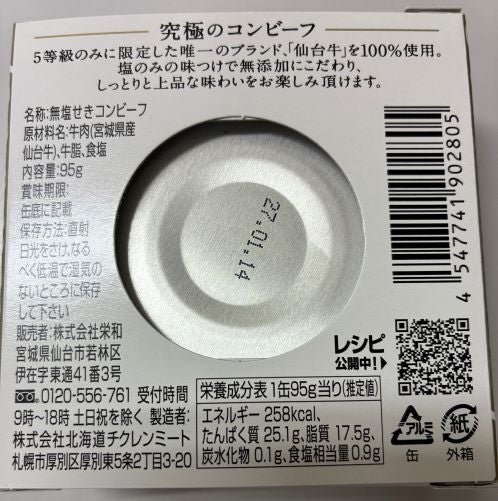 究極のコンビーフ
5等級のみに限定した唯一のブランド、「仙台牛」を100%使用。
塩のみの味つけで無添加にこだわり、
しっとりと上品な味わいをお楽しみ頂けます。
名称:無塩せきコンビーフ
原材料名:牛肉(宮城県産
仙台牛)、牛脂、食塩
内容量:95g
賞味期限:
缶底に記載
保存方法:直射
日光をさけ、なる
べく低温で湿気の
ないところに保存
して下さい
販売者:株式会社栄和
宮城県仙台市若林区
伊在字東通41番3号
0120-556-761 受付時間
9時〜18時 土日祝を除く 製造者:
株式会社北海道チクレンミート
札幌市厚別区厚別東5条2丁目3-20
27.01.14
4 547741 902805
レシピ
公開中!
栄養成分表 1缶95g当り(推定値)
エネルギー 258kcal、
たんぱく質 25.1g、脂質 17.5g、
炭水化物 0.1g、食塩相当量 0.9g
アルミ
缶
紙
外箱